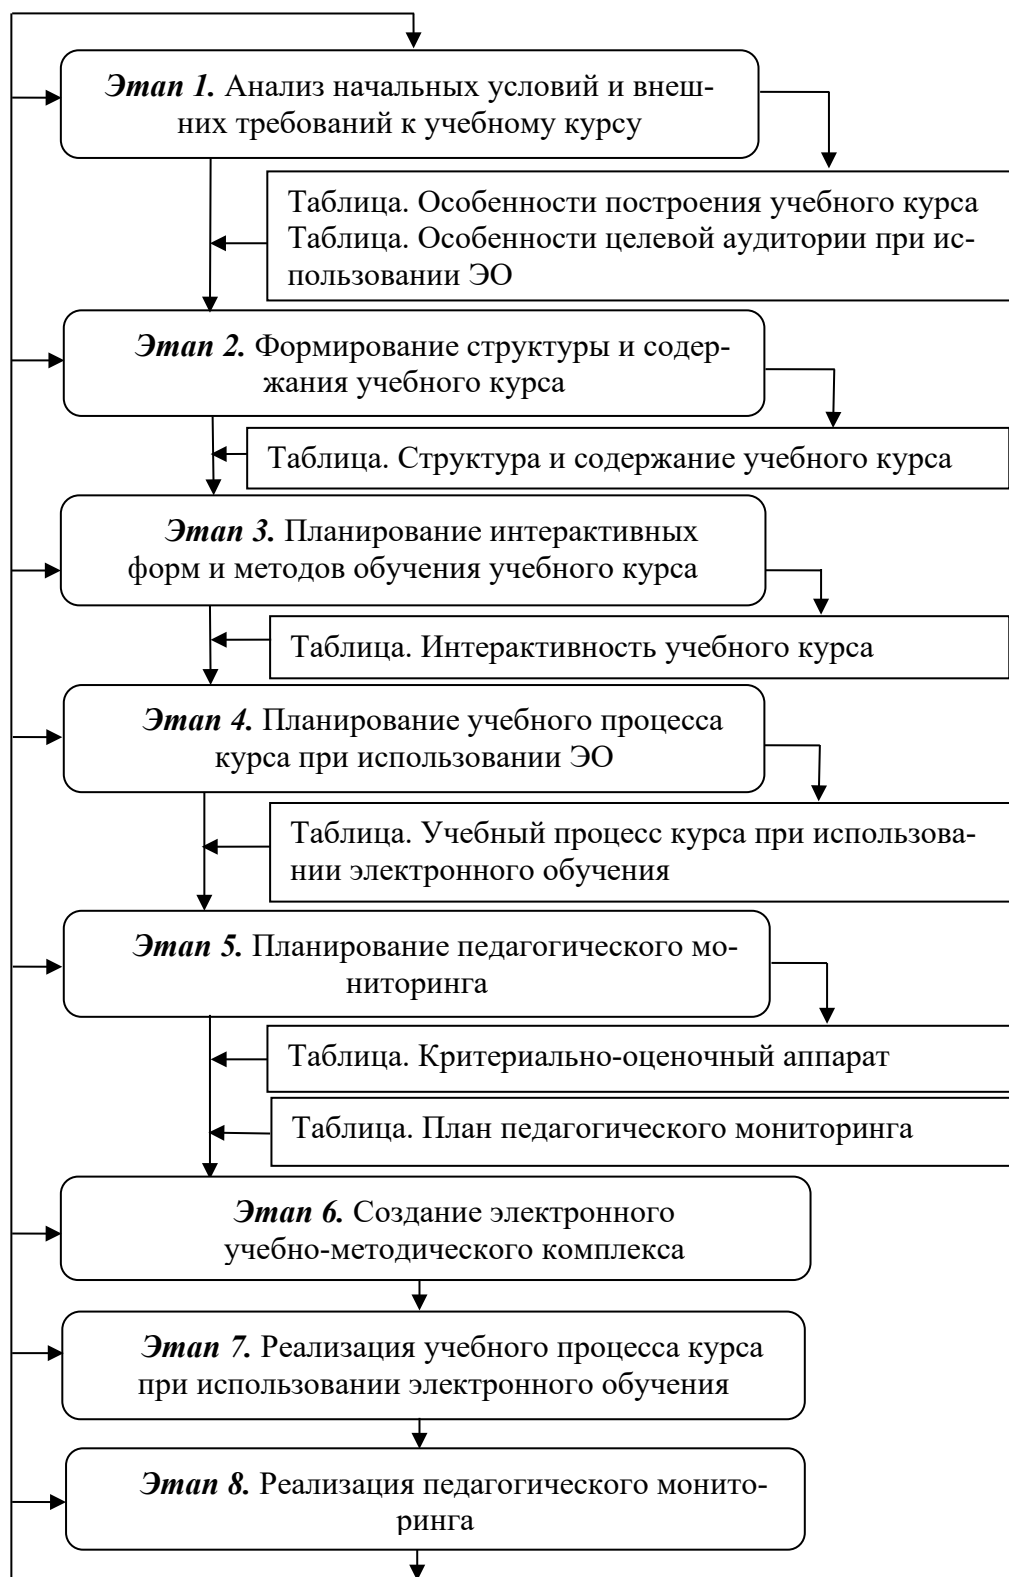 Этап 1. Анализ начальных условий и внеш-
них требований к учебному курсу
Таблица. Особенности построения учебного курса
Таблица. Особенности целевой аудитории при ис-
пользовании ЭО
Этап 2. Формирование структуры и содер-
жания учебного курса
Таблица. Структура и содержание учебного курса
Этап 3. Планирование интерактивных
форм и методов обучения учебного курса
Таблица. Интерактивность учебного курса
Этап 4. Планирование учебного процесса
курса при использовании ЭО
Таблица. Учебный процесс курса при использова-
нии электронного обучения
Этап 5. Планирование педагогического мо-
ниторинга
Таблица. Критериально-оценочный аппарат
Таблица. План педагогического мониторинга
Этап 6. Создание электронного
учебно-методического комплекса
Этап 7. Реализация учебного процесса курса
при использовании электронного обучения
Этап 8. Реализация педагогического монито-
ринга